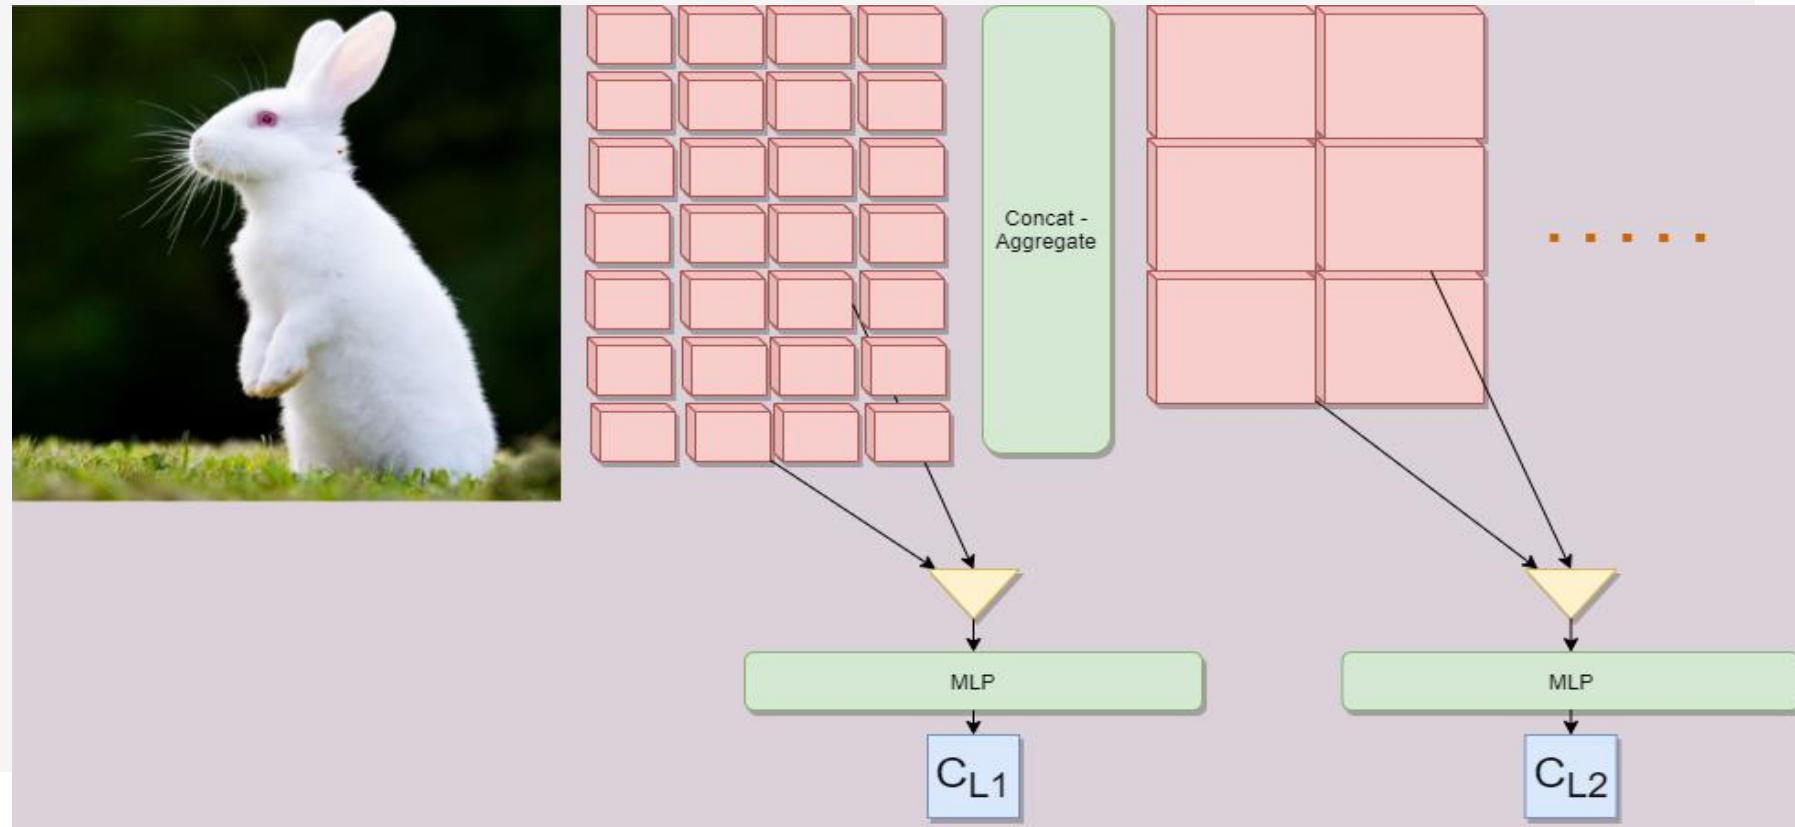 Concat -
Aggregate
MLP
MLP
CL1
CL2